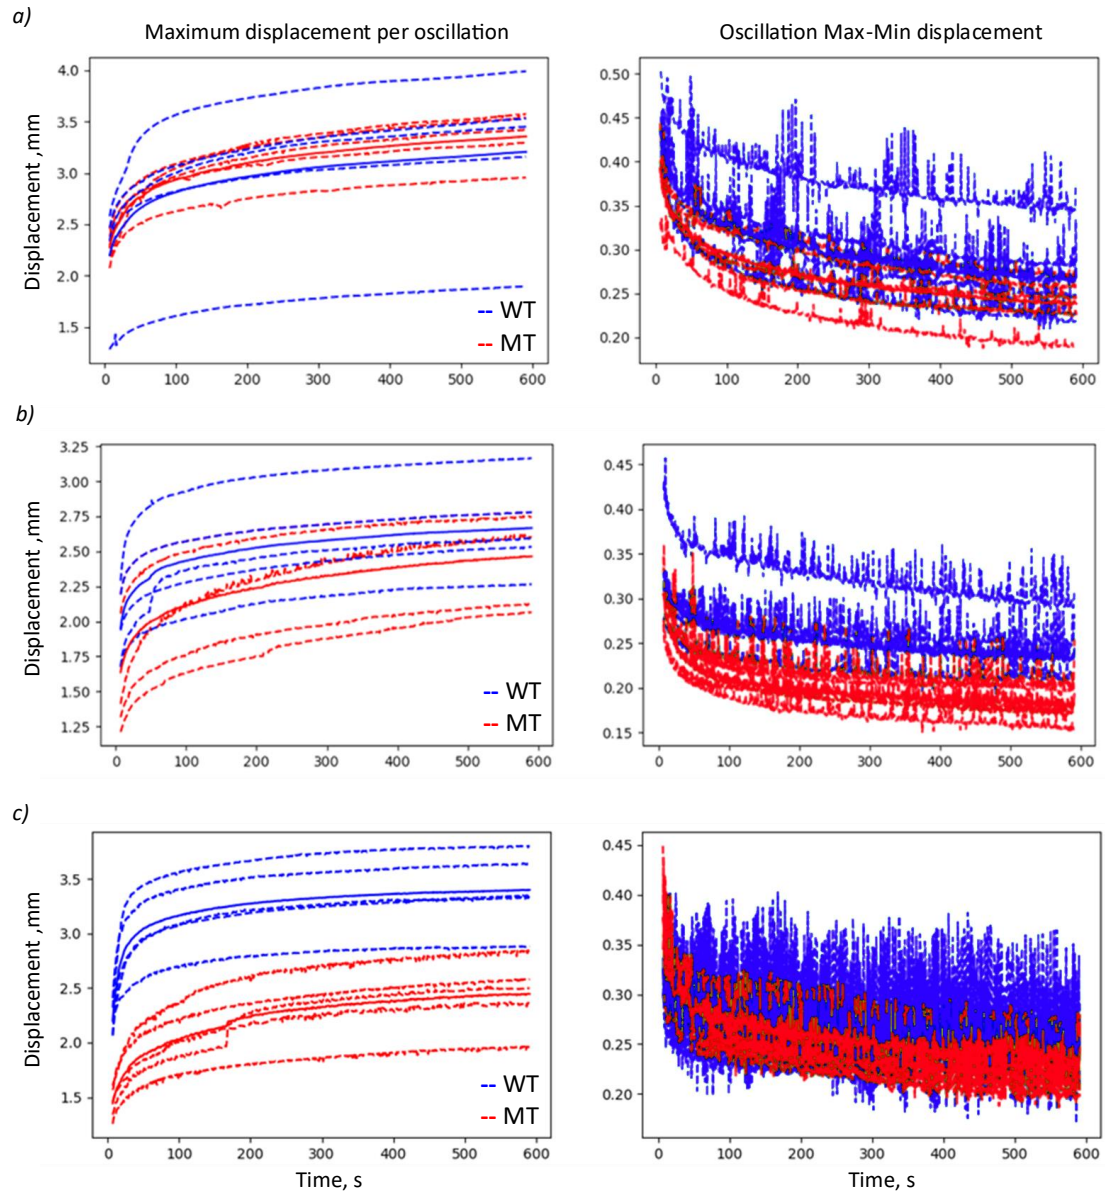 a)
Maximum displacement per oscillation
Oscillation Max-Min displacement
Displacement ,mm
4.0
3.5
3.0
2.5
2.0
1.5
0 100 200 300 400 500 600
WT
MT
0.50
0.45
0.40
0.35
0.30
0.25
0.20
0 100 200 300 400 500 600
b)
Displacement ,mm
3.25
3.00
2.75
2.50
2.25
2.00
1.75
1.50
1.25
0 100 200 300 400 500 600
WT
MT
0.45
0.40
0.35
0.30
0.25
0.20
0.15
0 100 200 300 400 500 600
c)
Displacement ,mm
3.5
3.0
2.5
2.0
1.5
0 100 200 300 400 500 600
WT
MT
Time, s
0.45
0.40
0.35
0.30
0.25
0.20
0 100 200 300 400 500 600
Time, s